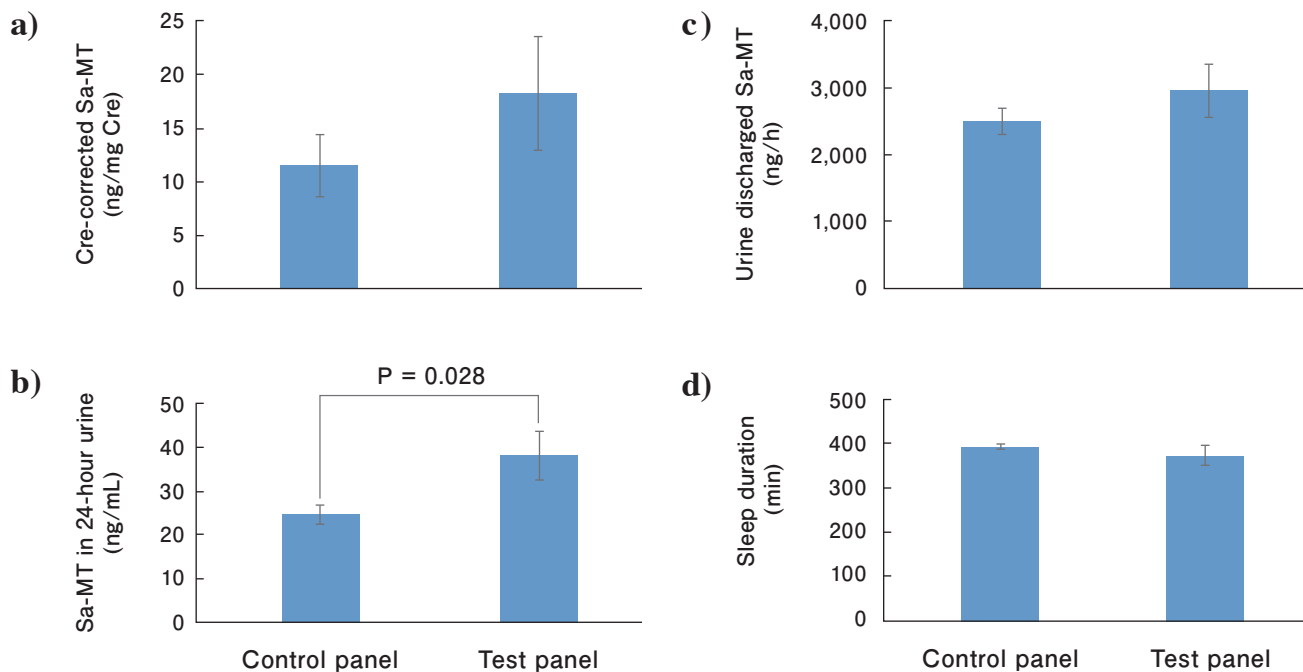 a)
Cre-corrected Sa-MT
(ng/mg Cre)
25
20
15
10
5
0
b)
Sa-MT in 24-hour urine
(ng/mL)
P = 0.028
50
40
30
20
10
0
Control panel
Test panel
c)
Urine discharged Sa-MT
(ng/h)
4,000
3,000
2,000
1,000
0
d)
Sleep duration
(min)
500
400
300
200
100
0
Control panel
Test panel